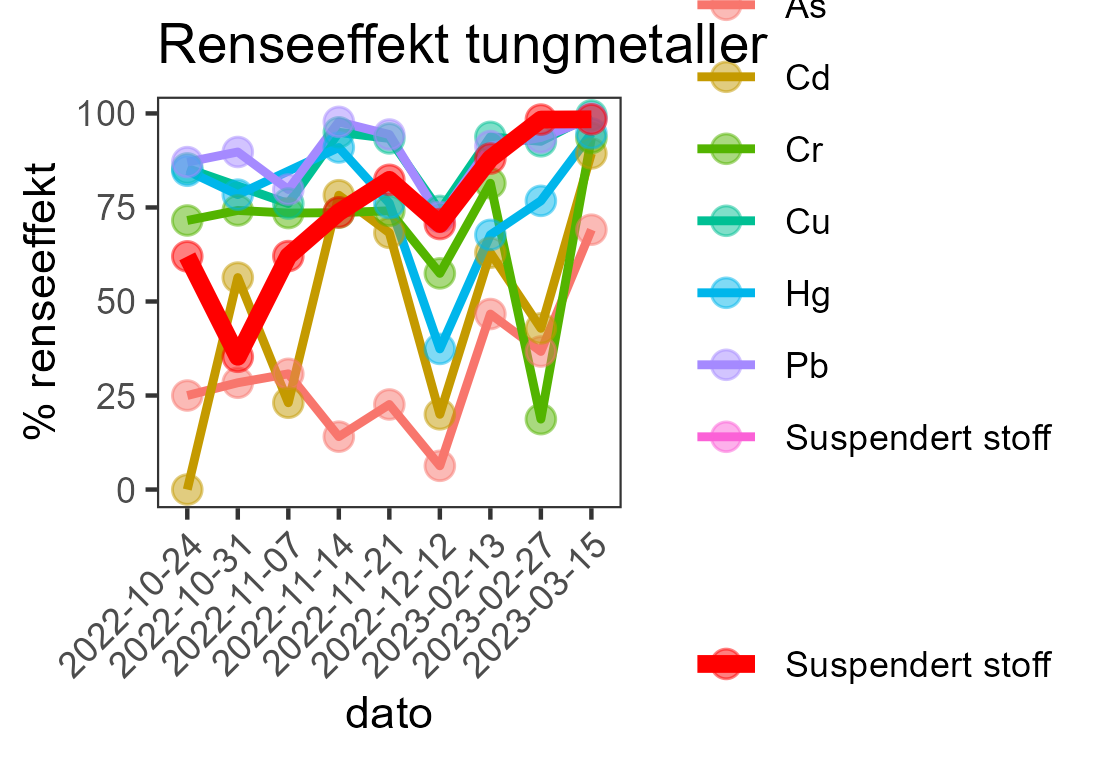 Renseeffekt tungmetaller
% renseeffekt
100
75
50
25
0
2022-10-24
2022-10-31
2022-11-07
2022-11-14
2022-11-21
2022-12-12
2023-02-13
2023-02-27
2023-03-15
dato
As
Cd
Cr
Cu
Hg
Pb
Suspendert stoff
Suspendert stoff